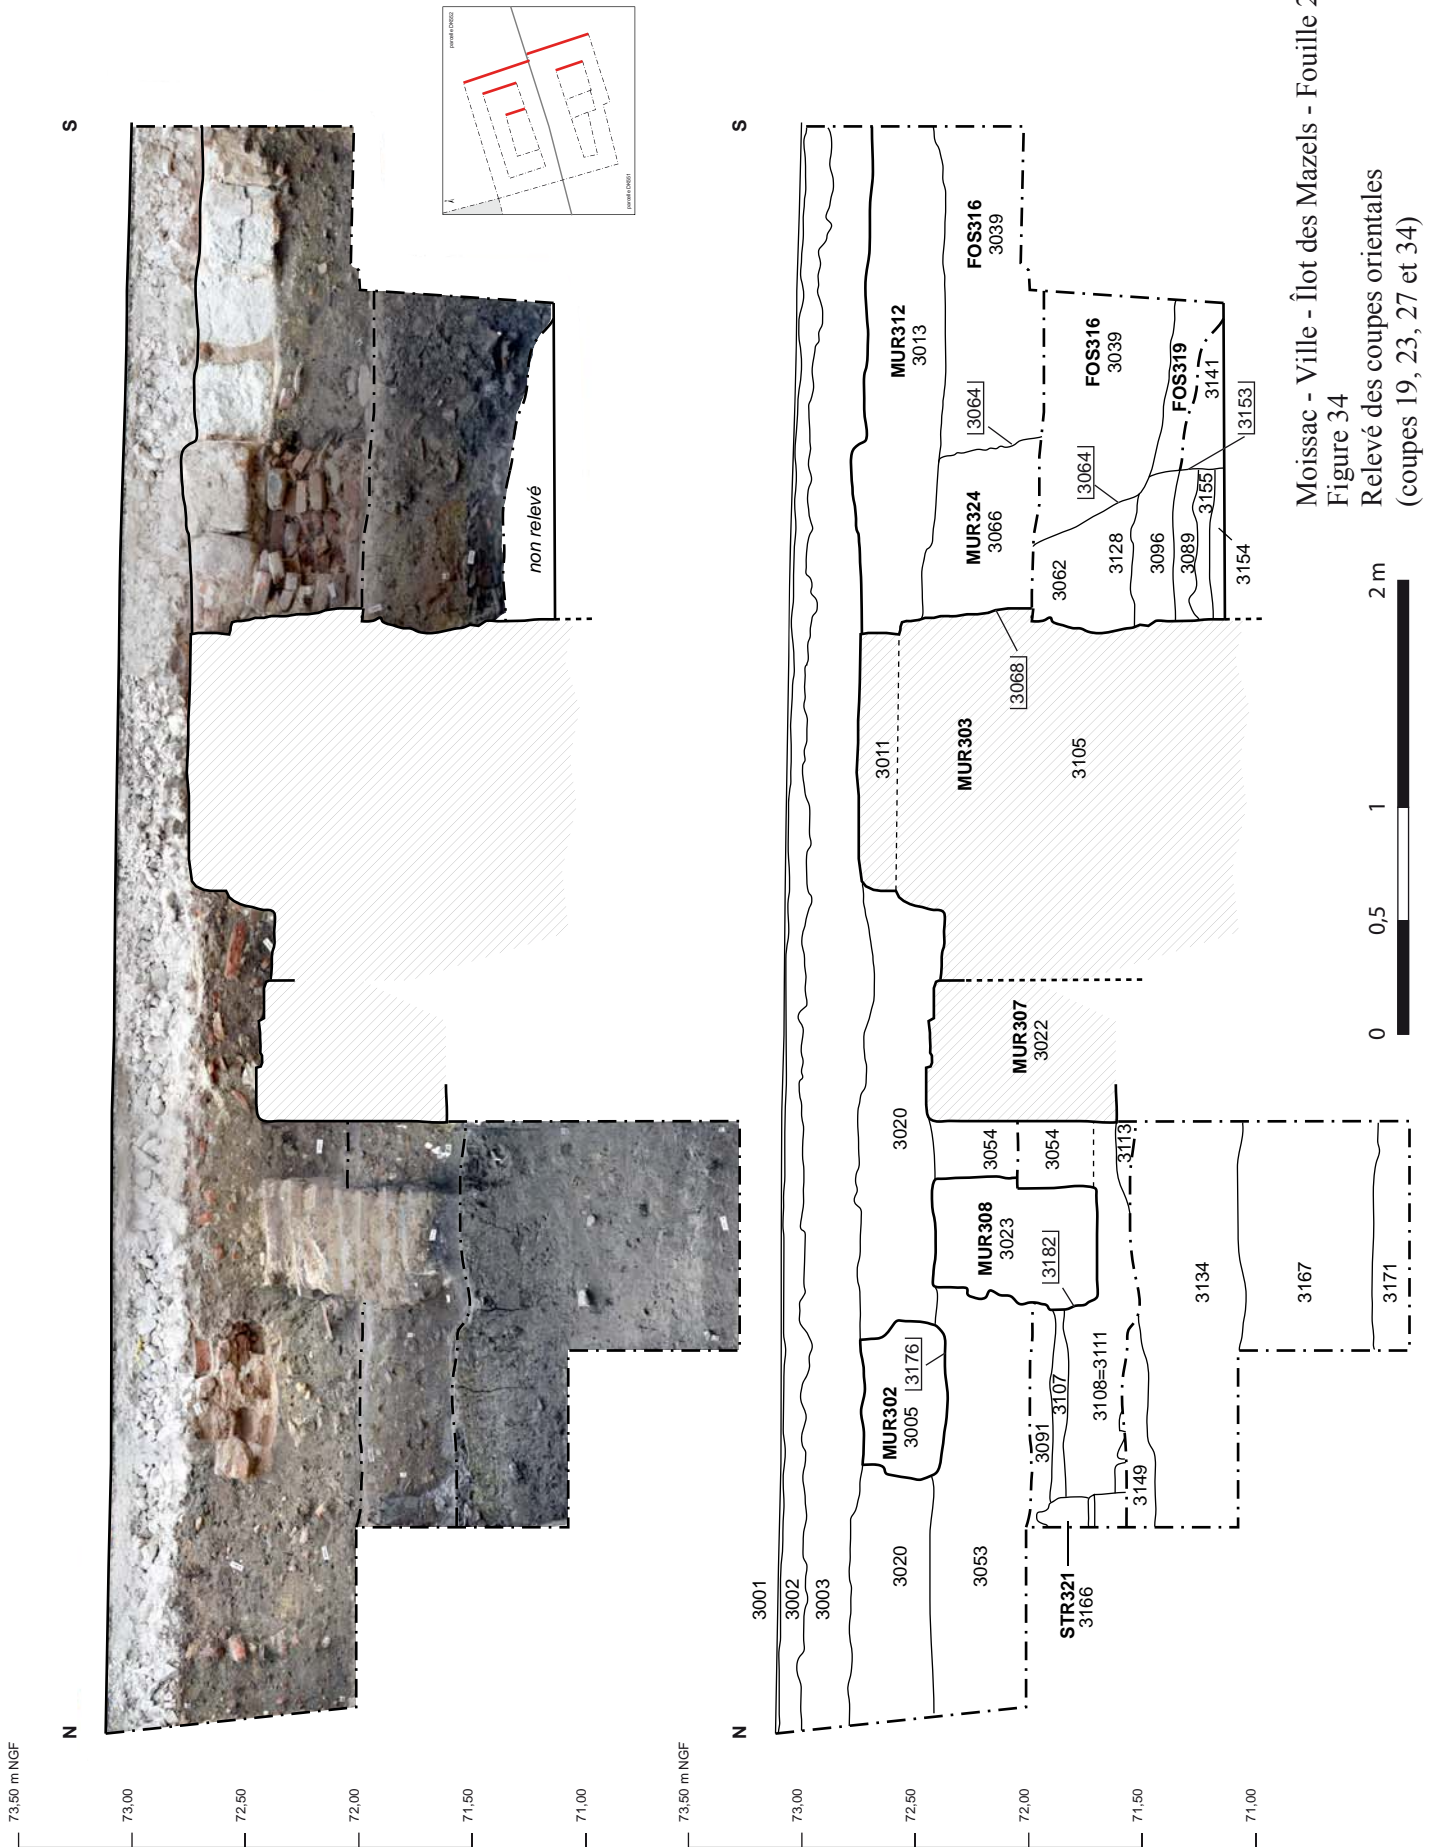 73,50 m NGF
73,00
72,50
72,00
71,50
71,00
N
S
non relevé
parcelle DK652
parcelle DK651
N
73,50 m NGF
73,00
72,50
72,00
71,50
71,00
N
S
3001
3002
3003
3020
3053
STR321
3166
MUR302
3005
3176
3091
3107
3108=3111
3149
MUR308
3023
3182
3020
3054
3054
3113
3134
3167
3171
MUR307
3022
3011
MUR303
3105
3068
MUR312
3013
MUR324
3066
3064
FOS316
3039
3062
3064
FOS316
3039
3128
3096
3089
3155
3154
FOS319
3141
3153
0
0,5
1
2 m
Moissac - Ville - Îlot des Mazels - Fouille 2
Figure 34
Relevé des coupes orientales
(coupes 19, 23, 27 et 34)